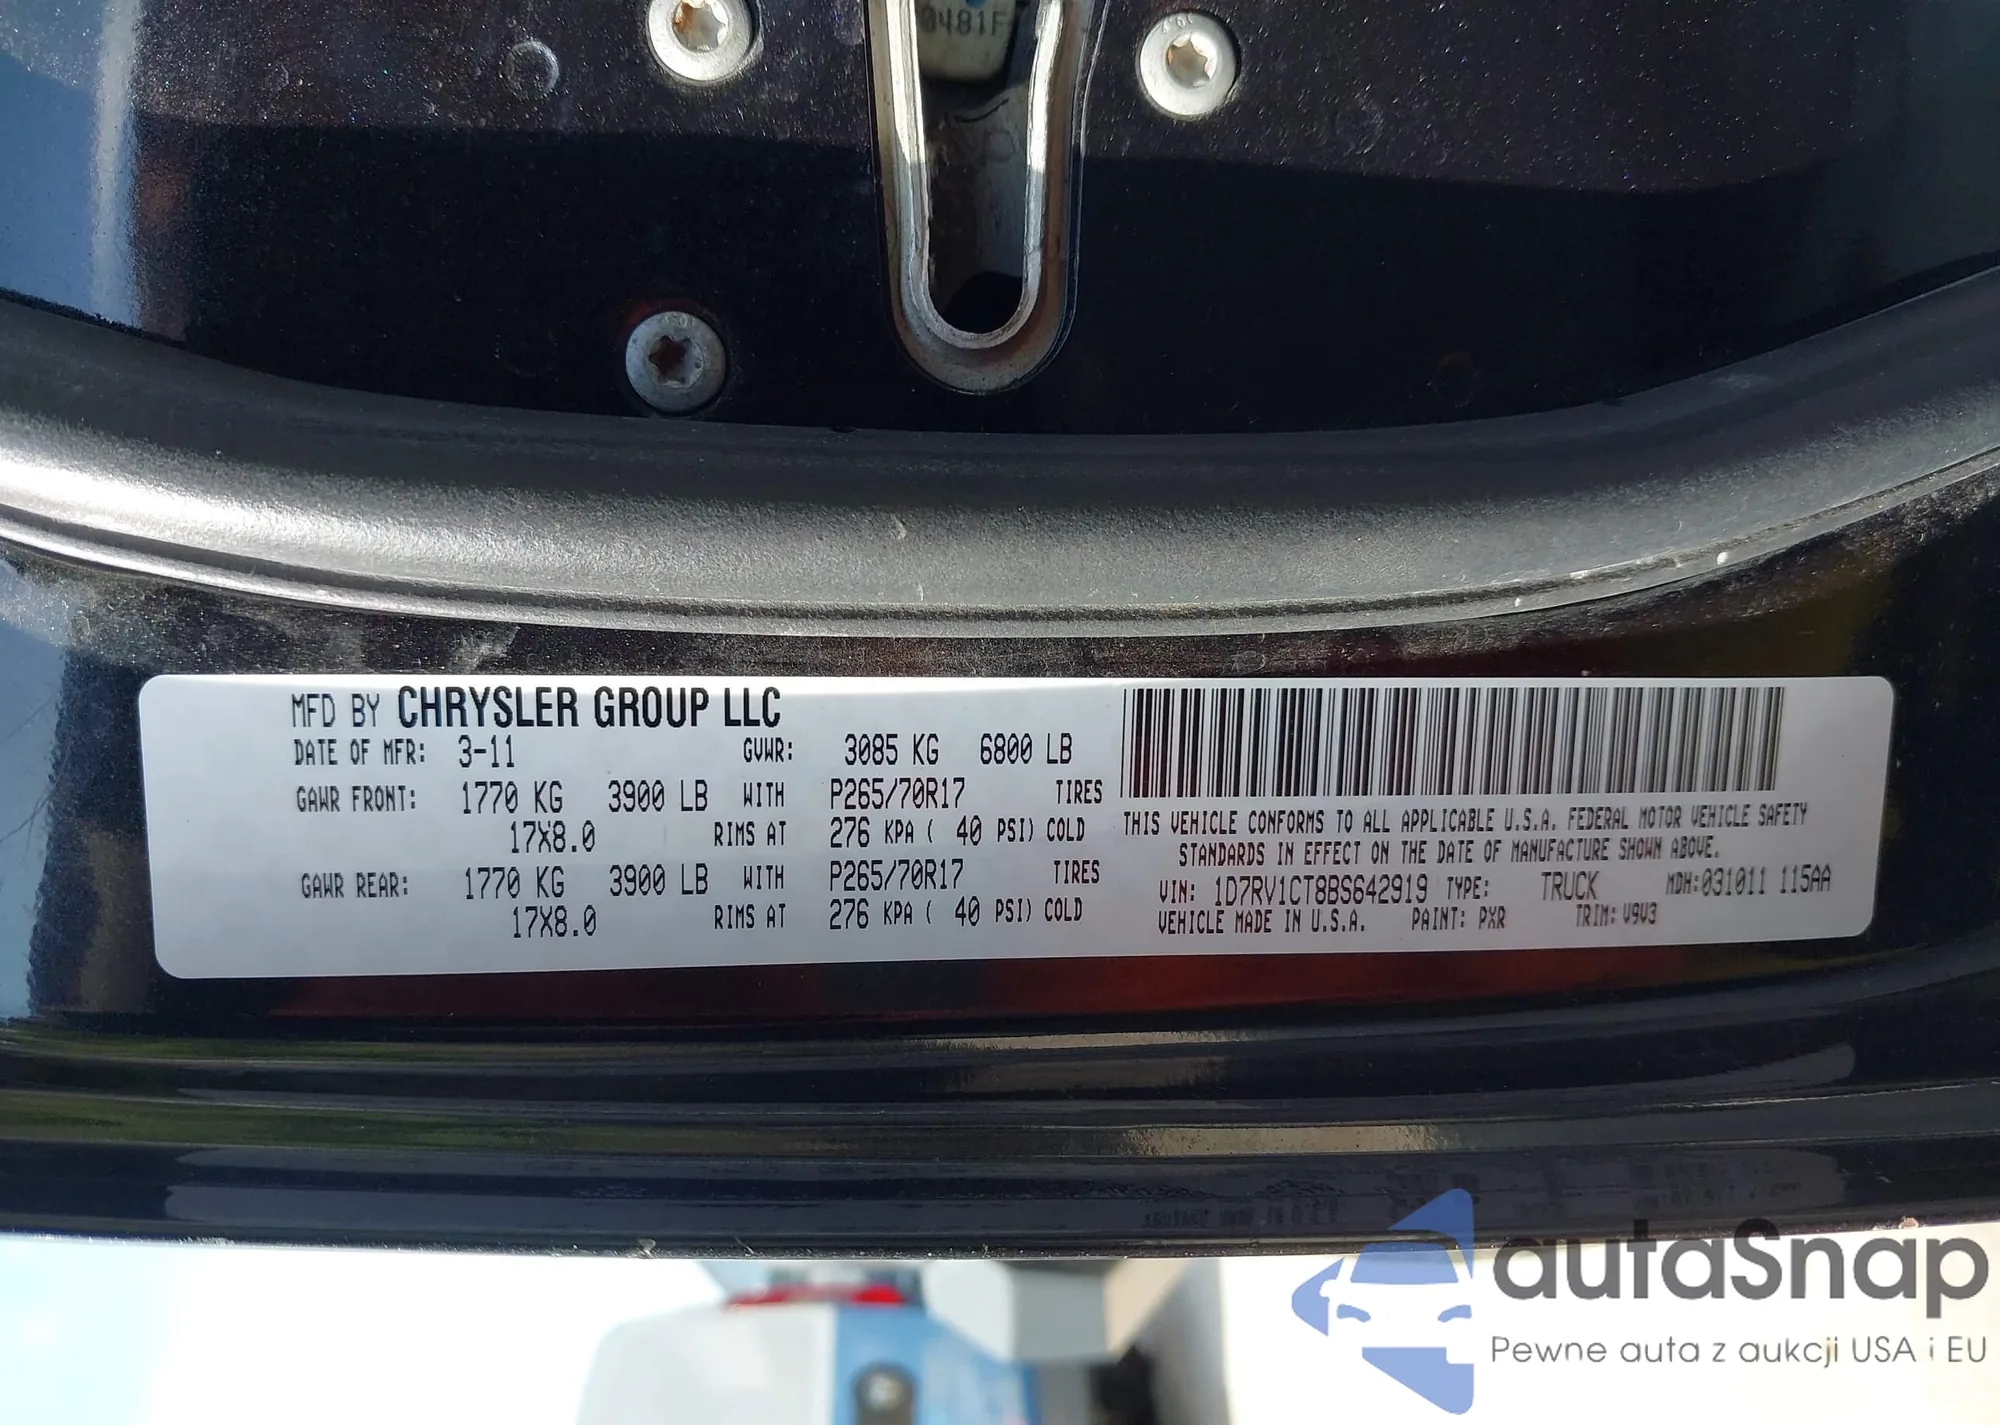 0481F
MFD BY CHRYSLER GROUP LLC
DATE OF MFR: 3-11 GVWR: 3085 KG 6800 LB
GAWR FRONT: 1770 KG 3900 LB WITH P265/70R17 TIRES
17X8.0 RIMS AT 276 KPA ( 40 PSI) COLD
GAWR REAR: 1770 KG 3900 LB WITH P265/70R17 TIRES
17X8.0 RIMS AT 276 KPA ( 40 PSI) COLD
THIS VEHICLE CONFORMS TO ALL APPLICABLE U.S.A. FEDERAL MOTOR VEHICLE SAFETY
STANDARDS IN EFFECT ON THE DATE OF MANUFACTURE SHOWN ABOVE.
VIN: 1D7RV1CT8BS642919 TYPE: TRUCK MDH:031011 115AA
VEHICLE MADE IN U.S.A. PAINT: PXR TRIM: V9V3
autaSnap
Pewne auta z aukcji USA i EU